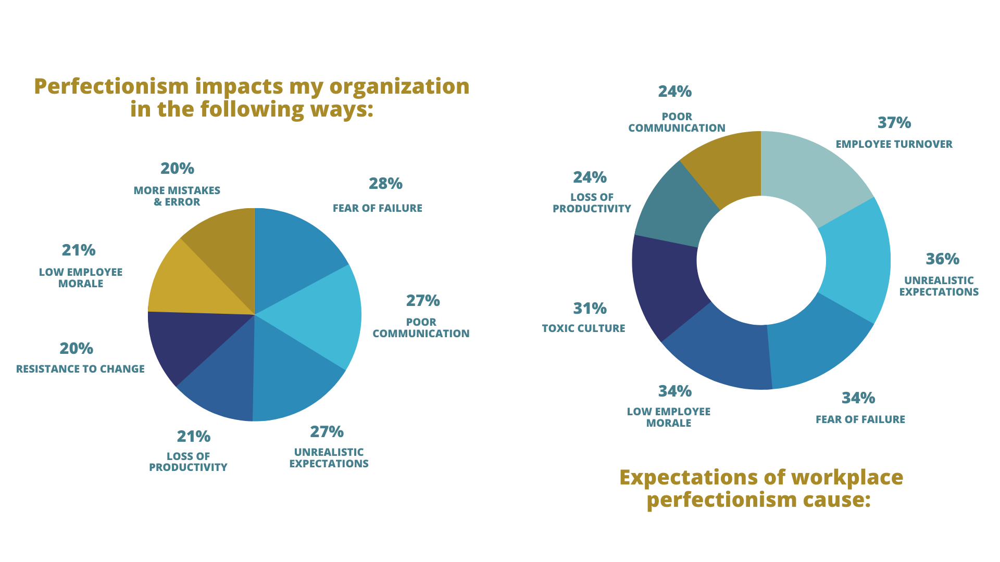 Perfectionism impacts my organization
in the following ways:
20%
MORE MISTAKES
& ERROR
28%
FEAR OF FAILURE
21%
LOW EMPLOYEE
MORALE
27%
POOR
COMMUNICATION
20%
RESISTANCE TO CHANGE
21%
LOSS OF
PRODUCTIVITY
27%
UNREALISTIC
EXPECTATIONS
24%
POOR
COMMUNICATION
37%
EMPLOYEE TURNOVER
24%
LOSS OF
PRODUCTIVITY
36%
UNREALISTIC
EXPECTATIONS
31%
TOXIC CULTURE
34%
LOW EMPLOYEE
MORALE
34%
FEAR OF FAILURE
Expectations of workplace
perfectionism cause: